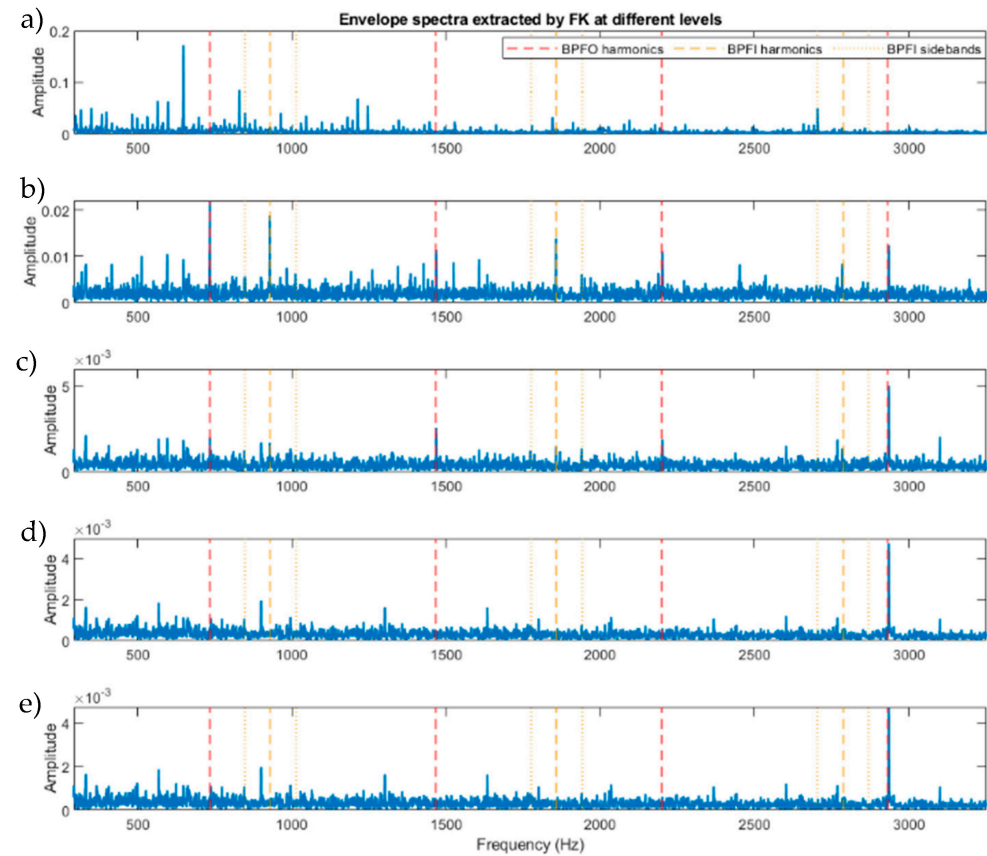 a)
Envelope spectra extracted by FK at different levels
BPFO harmonics BPFI harmonics BPFI sidebands
Amplitude
0.2
0.1
0
500 1000 1500 2000 2500 3000
b)
Amplitude
0.02
0.01
0
500 1000 1500 2000 2500 3000
c)
×10⁻³
Amplitude
5
0
500 1000 1500 2000 2500 3000
d)
×10⁻³
Amplitude
4
2
0
500 1000 1500 2000 2500 3000
e)
×10⁻³
Amplitude
4
2
0
500 1000 1500 2000 2500 3000
Frequency (Hz)